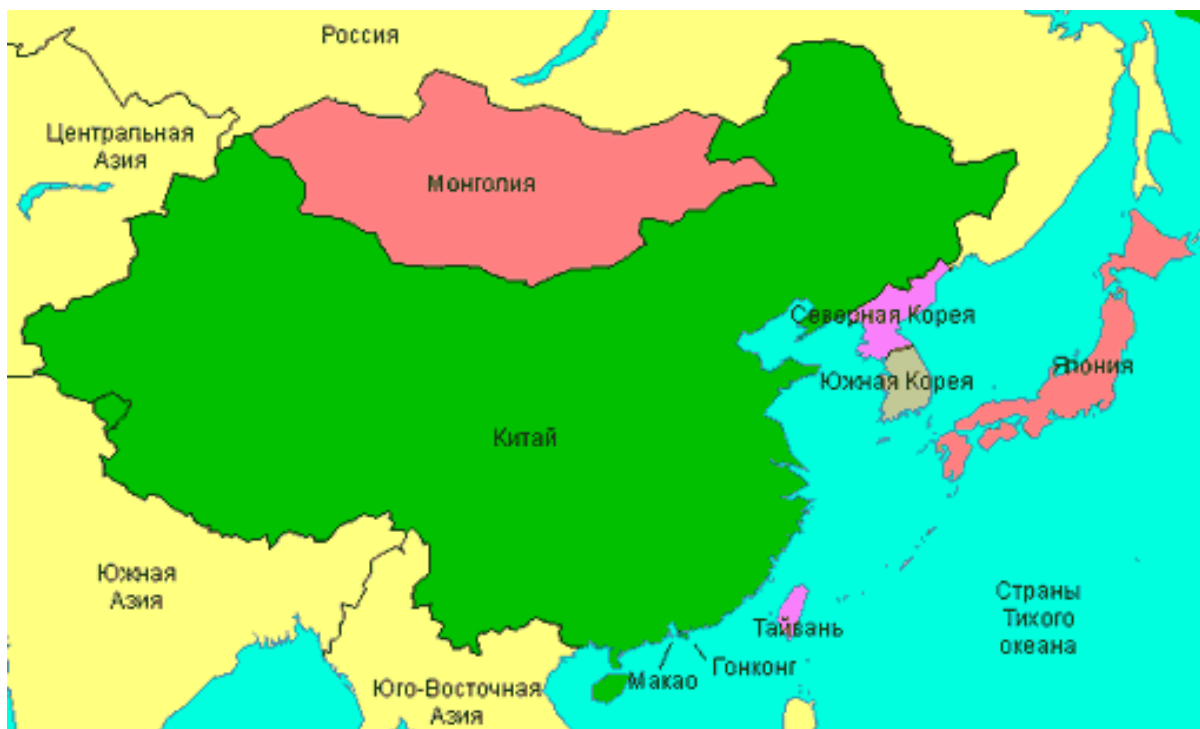 Россия
Центральная
Азия
Монголия
Северная Корея
Япония
Южная Корея
Китай
Южная
Азия
Страны
Тихого
океана
Тайвань
Гонконг
Макао
Юго-Восточная
Азия